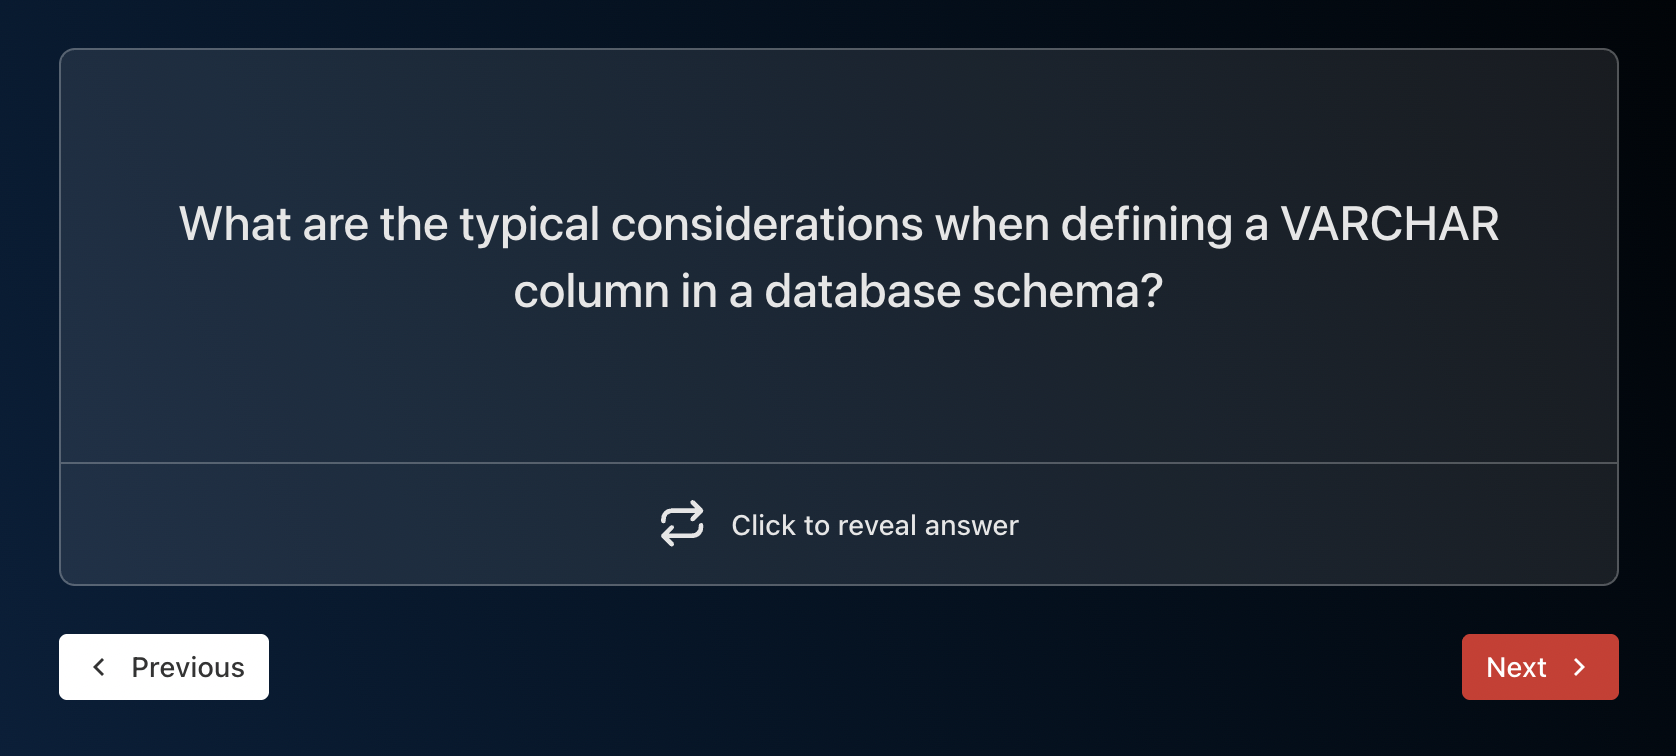 What are the typical considerations when defining a VARCHAR
column in a database schema?
Click to reveal answer
Previous
Next